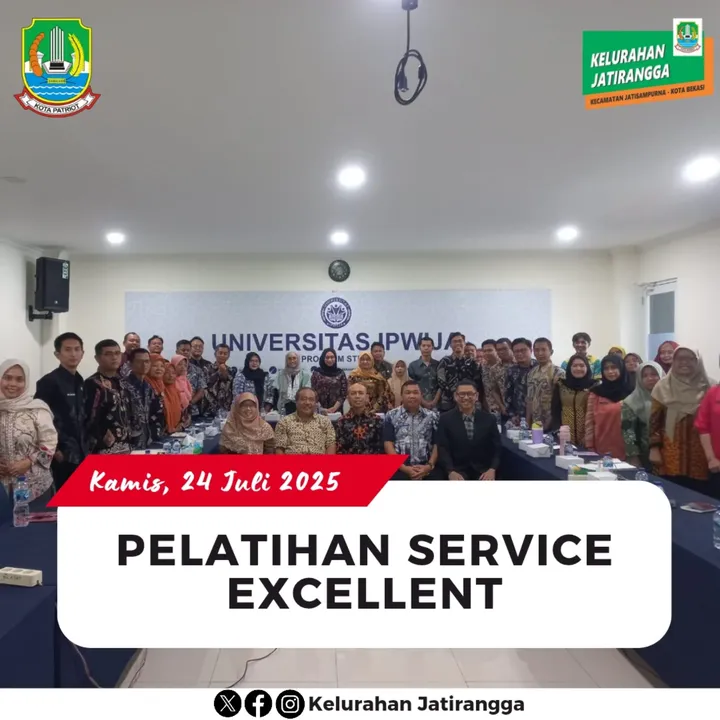 KOTA PATRIOT
KELURAHAN
JATIRANGGA
KECAMATAN JATISAMPURNA - KOTA BEKASI
UNIVERSITAS IPWIJA
Kamis, 24 Juli 2025
PELATIHAN SERVICE
EXCELLENT
Kelurahan Jatirangga